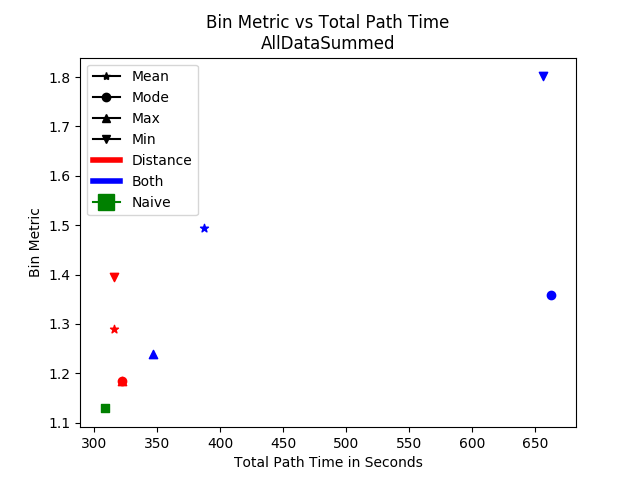 Bin Metric vs Total Path Time
AllDataSummed
Mean
Mode
Max
Min
Distance
Both
Naive
1.8
1.7
1.6
1.5
1.4
1.3
1.2
1.1
Bin Metric
300 350 400 450 500 550 600 650
Total Path Time in Seconds